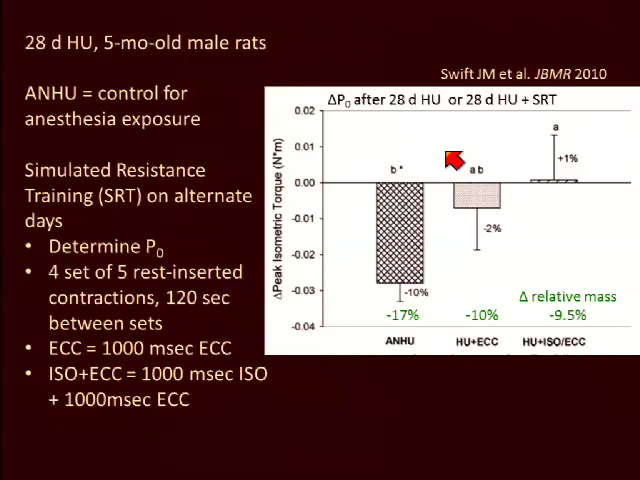 28 d HU, 5-mo-old male rats
Swift JM et al. JBMR 2010
ANHU = control for
anesthesia exposure
Simulated Resistance
Training (SRT) on alternate
days
• Determine P0
• 4 set of 5 rest-inserted
contractions, 120 sec
between sets
• ECC = 1000 msec ECC
• ISO+ECC = 1000 msec ISO
+ 1000msec ECC
ΔP0 after 28 d HU or 28 d HU + SRT
ΔPeak Isometric Torque (N*m)
0.02
0.01
0.00
-0.01
-0.02
-0.03
-0.04
b *
a b
a
+1%
-2%
-10%
Δ relative mass
-17%
-10%
-9.5%
ANHU
HU+ECC
HU+ISO/ECC